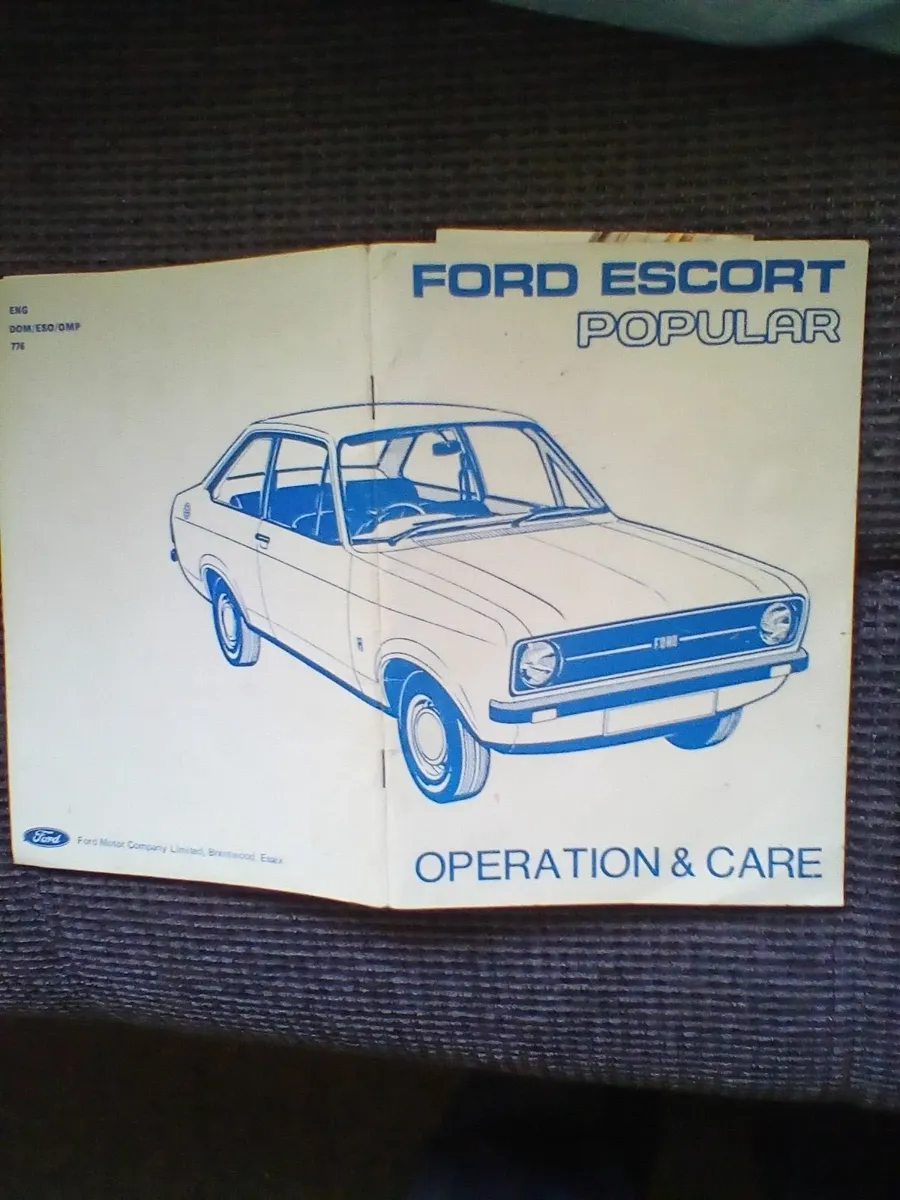 ENG
DOM/ESO/OMP
776
Ford
Ford Motor Company Limited, Brentwood, Essex
FORD ESCORT
POPULAR
FORD
OPERATION & CARE